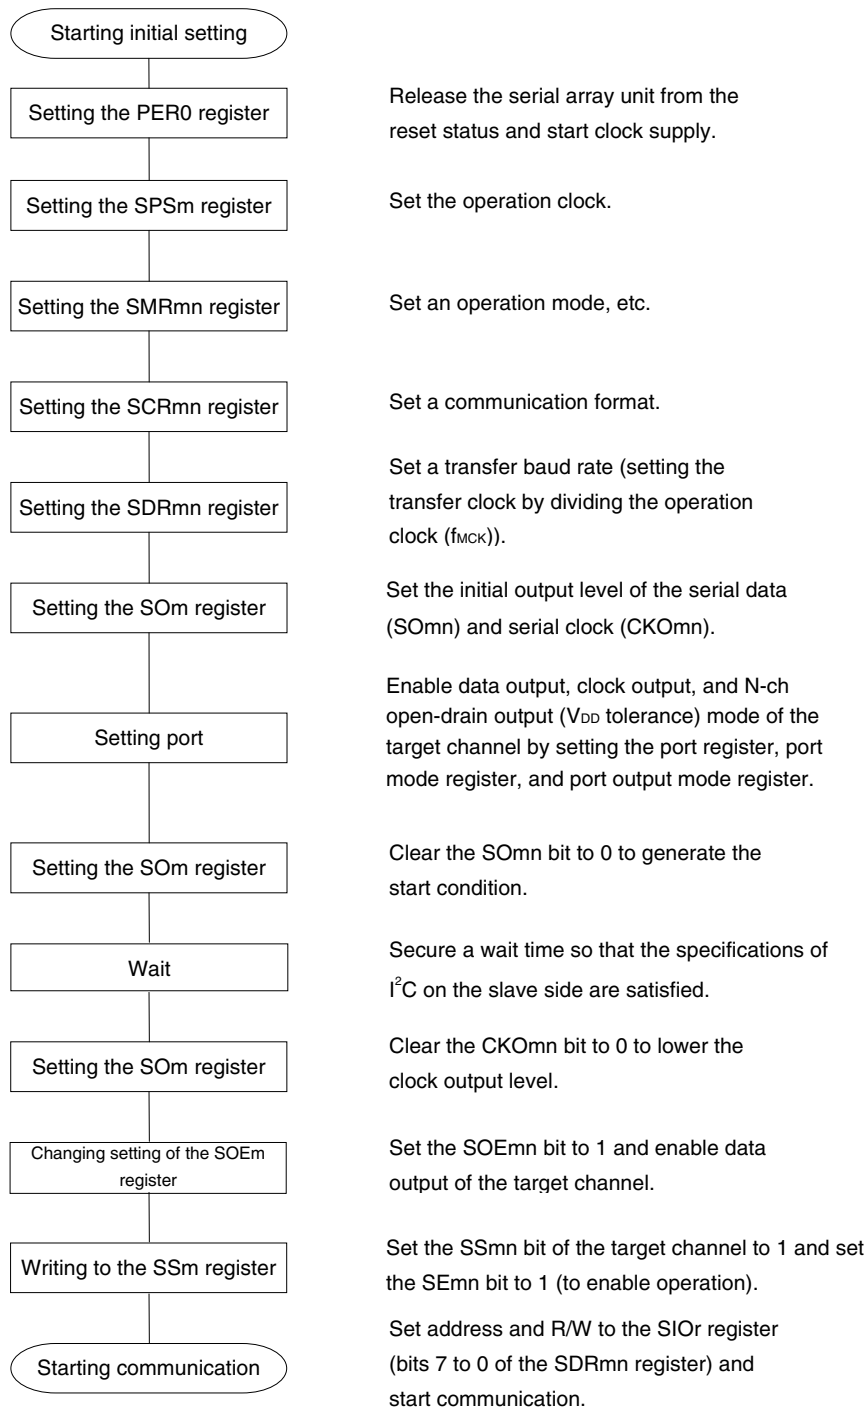 Starting initial setting
Setting the PER0 register
Release the serial array unit from the
reset status and start clock supply.
Setting the SPSm register
Set the operation clock.
Setting the SMRmn register
Set an operation mode, etc.
Setting the SCRmn register
Set a communication format.
Setting the SDRmn register
Set a transfer baud rate (setting the
transfer clock by dividing the operation
clock (fMCK)).
Setting the SOm register
Set the initial output level of the serial data
(SOmn) and serial clock (CKOmn).
Setting port
Enable data output, clock output, and N-ch
open-drain output (VDD tolerance) mode of the
target channel by setting the port register, port
mode register, and port output mode register.
Setting the SOm register
Clear the SOmn bit to 0 to generate the
start condition.
Wait
Secure a wait time so that the specifications of
I²C on the slave side are satisfied.
Setting the SOm register
Clear the CKOmn bit to 0 to lower the
clock output level.
Changing setting of the SOEm
register
Set the SOEmn bit to 1 and enable data
output of the target channel.
Writing to the SSm register
Set the SSmn bit of the target channel to 1 and set
the SEmn bit to 1 (to enable operation).
Starting communication
Set address and R/W to the SIOr register
(bits 7 to 0 of the SDRmn register) and
start communication.